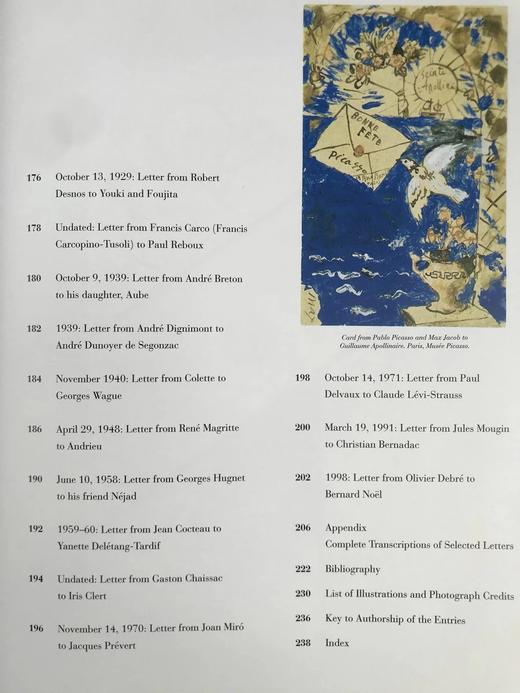 176 October 13, 1929: Letter from Robert
Desnos to Youki and Foujita
178 Undated: Letter from Francis Carco (Francis
Carcopino-Tusoli) to Paul Reboux
180 October 9, 1939: Letter from André Breton
to his daughter, Aube
182 1939: Letter from André Dignimont to
André Dunoyer de Segonzac
184 November 1940: Letter from Colette to
Georges Wague
186 April 29, 1948: Letter from René Magritte
to Andrieu
190 June 10, 1958: Letter from Georges Hugnet
to his friend Néjad
192 1959–60: Letter from Jean Cocteau to
Yanette Delétang-Tardif
194 Undated: Letter from Gaston Chaissac
to Iris Clert
196 November 14, 1970: Letter from Joan Miró
to Jacques Prévert
BONNE
FÊTE
picasso
Card from Pablo Picasso and Max Jacob to
Guillaume Apollinaire. Paris, Musée Picasso.
198 October 14, 1971: Letter from Paul
Delvaux to Claude Lévi-Strauss
200 March 19, 1991: Letter from Jules Mougin
to Christian Bernadac
202 1998: Letter from Olivier Debré to
Bernard Noël
206 Appendix
Complete Transcriptions of Selected Letters
222 Bibliography
230 List of Illustrations and Photograph Credits
236 Key to Authorship of the Entries
238 Index